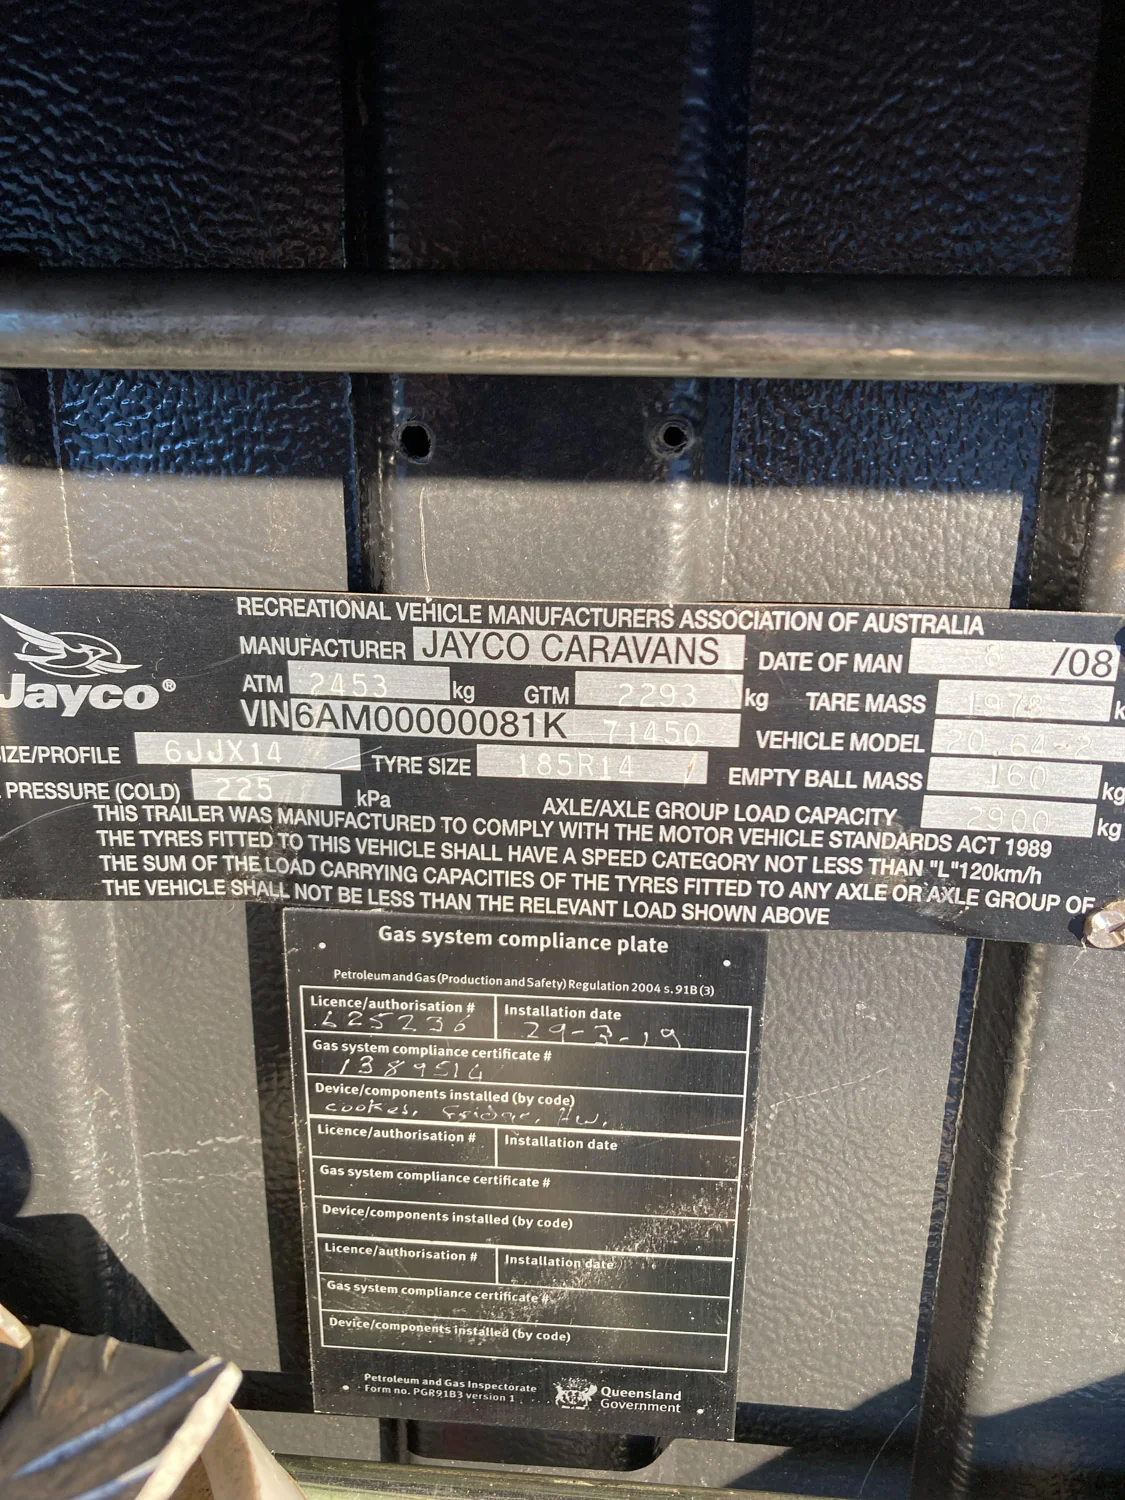 RECREATIONAL VEHICLE MANUFACTURERS ASSOCIATION OF AUSTRALIA
Jayco®
MANUFACTURER JAYCO CARAVANS DATE OF MAN 8 /08
ATM 2453 kg GTM 2293 kg TARE MASS 1978 k
VIN 6AM00000081K 71450 VEHICLE MODEL 20.64-2
IZE/PROFILE 6JJX14 TYRE SIZE 185R14 EMPTY BALL MASS 160 kg
PRESSURE (COLD) 225 kPa AXLE/AXLE GROUP LOAD CAPACITY 2900 kg
THIS TRAILER WAS MANUFACTURED TO COMPLY WITH THE MOTOR VEHICLE STANDARDS ACT 1989
THE TYRES FITTED TO THIS VEHICLE SHALL HAVE A SPEED CATEGORY NOT LESS THAN "L"120km/h
THE SUM OF THE LOAD CARRYING CAPACITIES OF THE TYRES FITTED TO ANY AXLE OR AXLE GROUP OF
THE VEHICLE SHALL NOT BE LESS THAN THE RELEVANT LOAD SHOWN ABOVE
Gas system compliance plate
Petroleum and Gas (Production and Safety) Regulation 2004 s. 91B (3)
Licence/authorisation # Installation date
625236 29-3-19
Gas system compliance certificate #
1389514
Device/components installed (by code)
cooker, Fridge, HW.
Licence/authorisation # Installation date
Gas system compliance certificate #
Device/components installed (by code)
Licence/authorisation # Installation date
Gas system compliance certificate #
Device/components installed (by code)
Petroleum and Gas Inspectorate
Form no. PGR91B3 version 1
Queensland
Government